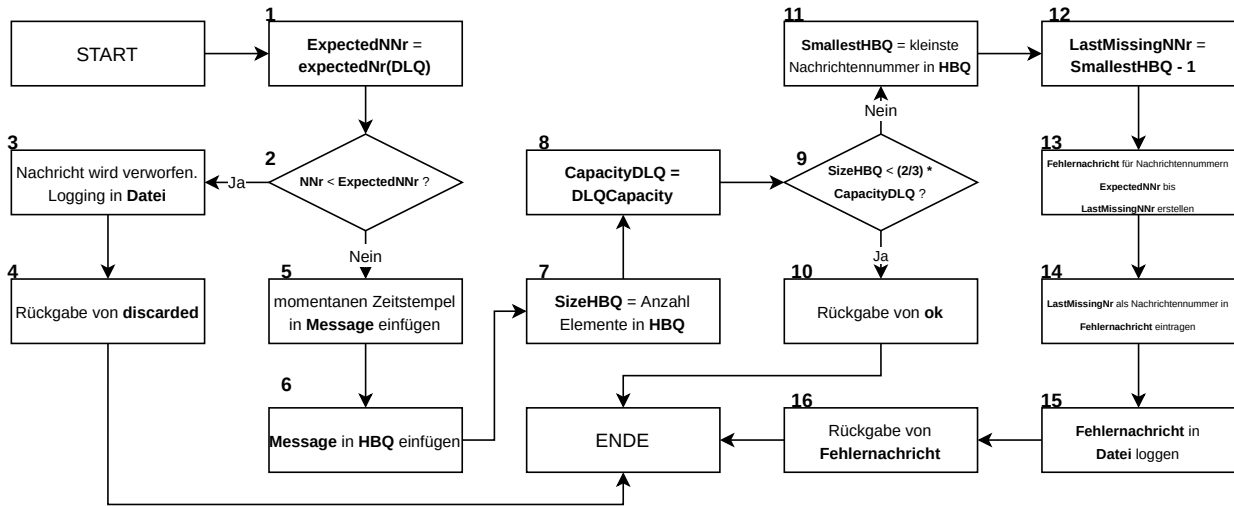 START
1
ExpectedNNr =
expectedNr(DLQ)
2
NNr < ExpectedNNr ?
Ja
Nein
3
Nachricht wird verworfen.
Logging in Datei
4
Rückgabe von discarded
5
momentanen Zeitstempel
in Message einfügen
6
Message in HBQ einfügen
7
SizeHBQ = Anzahl
Elemente in HBQ
8
CapacityDLQ =
DLQCapacity
9
SizeHBQ < (2/3) *
CapacityDLQ ?
Nein
Ja
10
Rückgabe von ok
11
SmallestHBQ = kleinste
Nachrichtennummer in HBQ
12
LastMissingNNr =
SmallestHBQ - 1
13
Fehlernachricht für Nachrichtennummern
ExpectedNNr bis
LastMissingNNr erstellen
14
LastMissingNr als Nachrichtennummer in
Fehlernachricht eintragen
15
Fehlernachricht in
Datei loggen
16
Rückgabe von
Fehlernachricht
ENDE